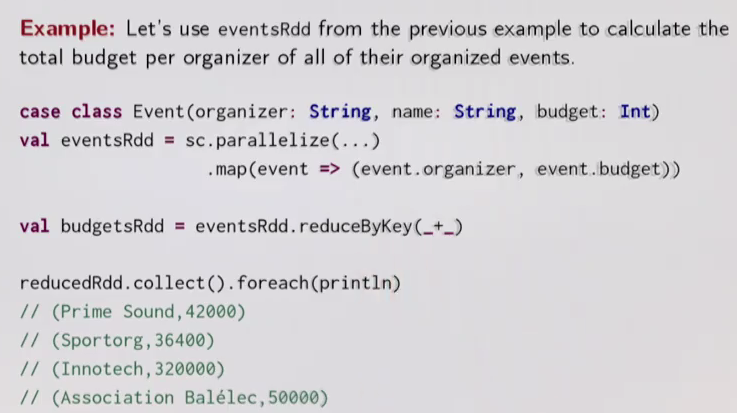 Example: Let's use eventsRdd from the previous example to calculate the
total budget per organizer of all of their organized events.
case class Event(organizer: String, name: String, budget: Int)
val eventsRdd = sc.parallelize(...)
.map(event => (event.organizer, event.budget))
val budgetsRdd = eventsRdd.reduceByKey(_+_)
reducedRdd.collect().foreach(println)
// (Prime Sound,42000)
// (Sportorg,36400)
// (Innotech,320000)
// (Association Balélec,50000)